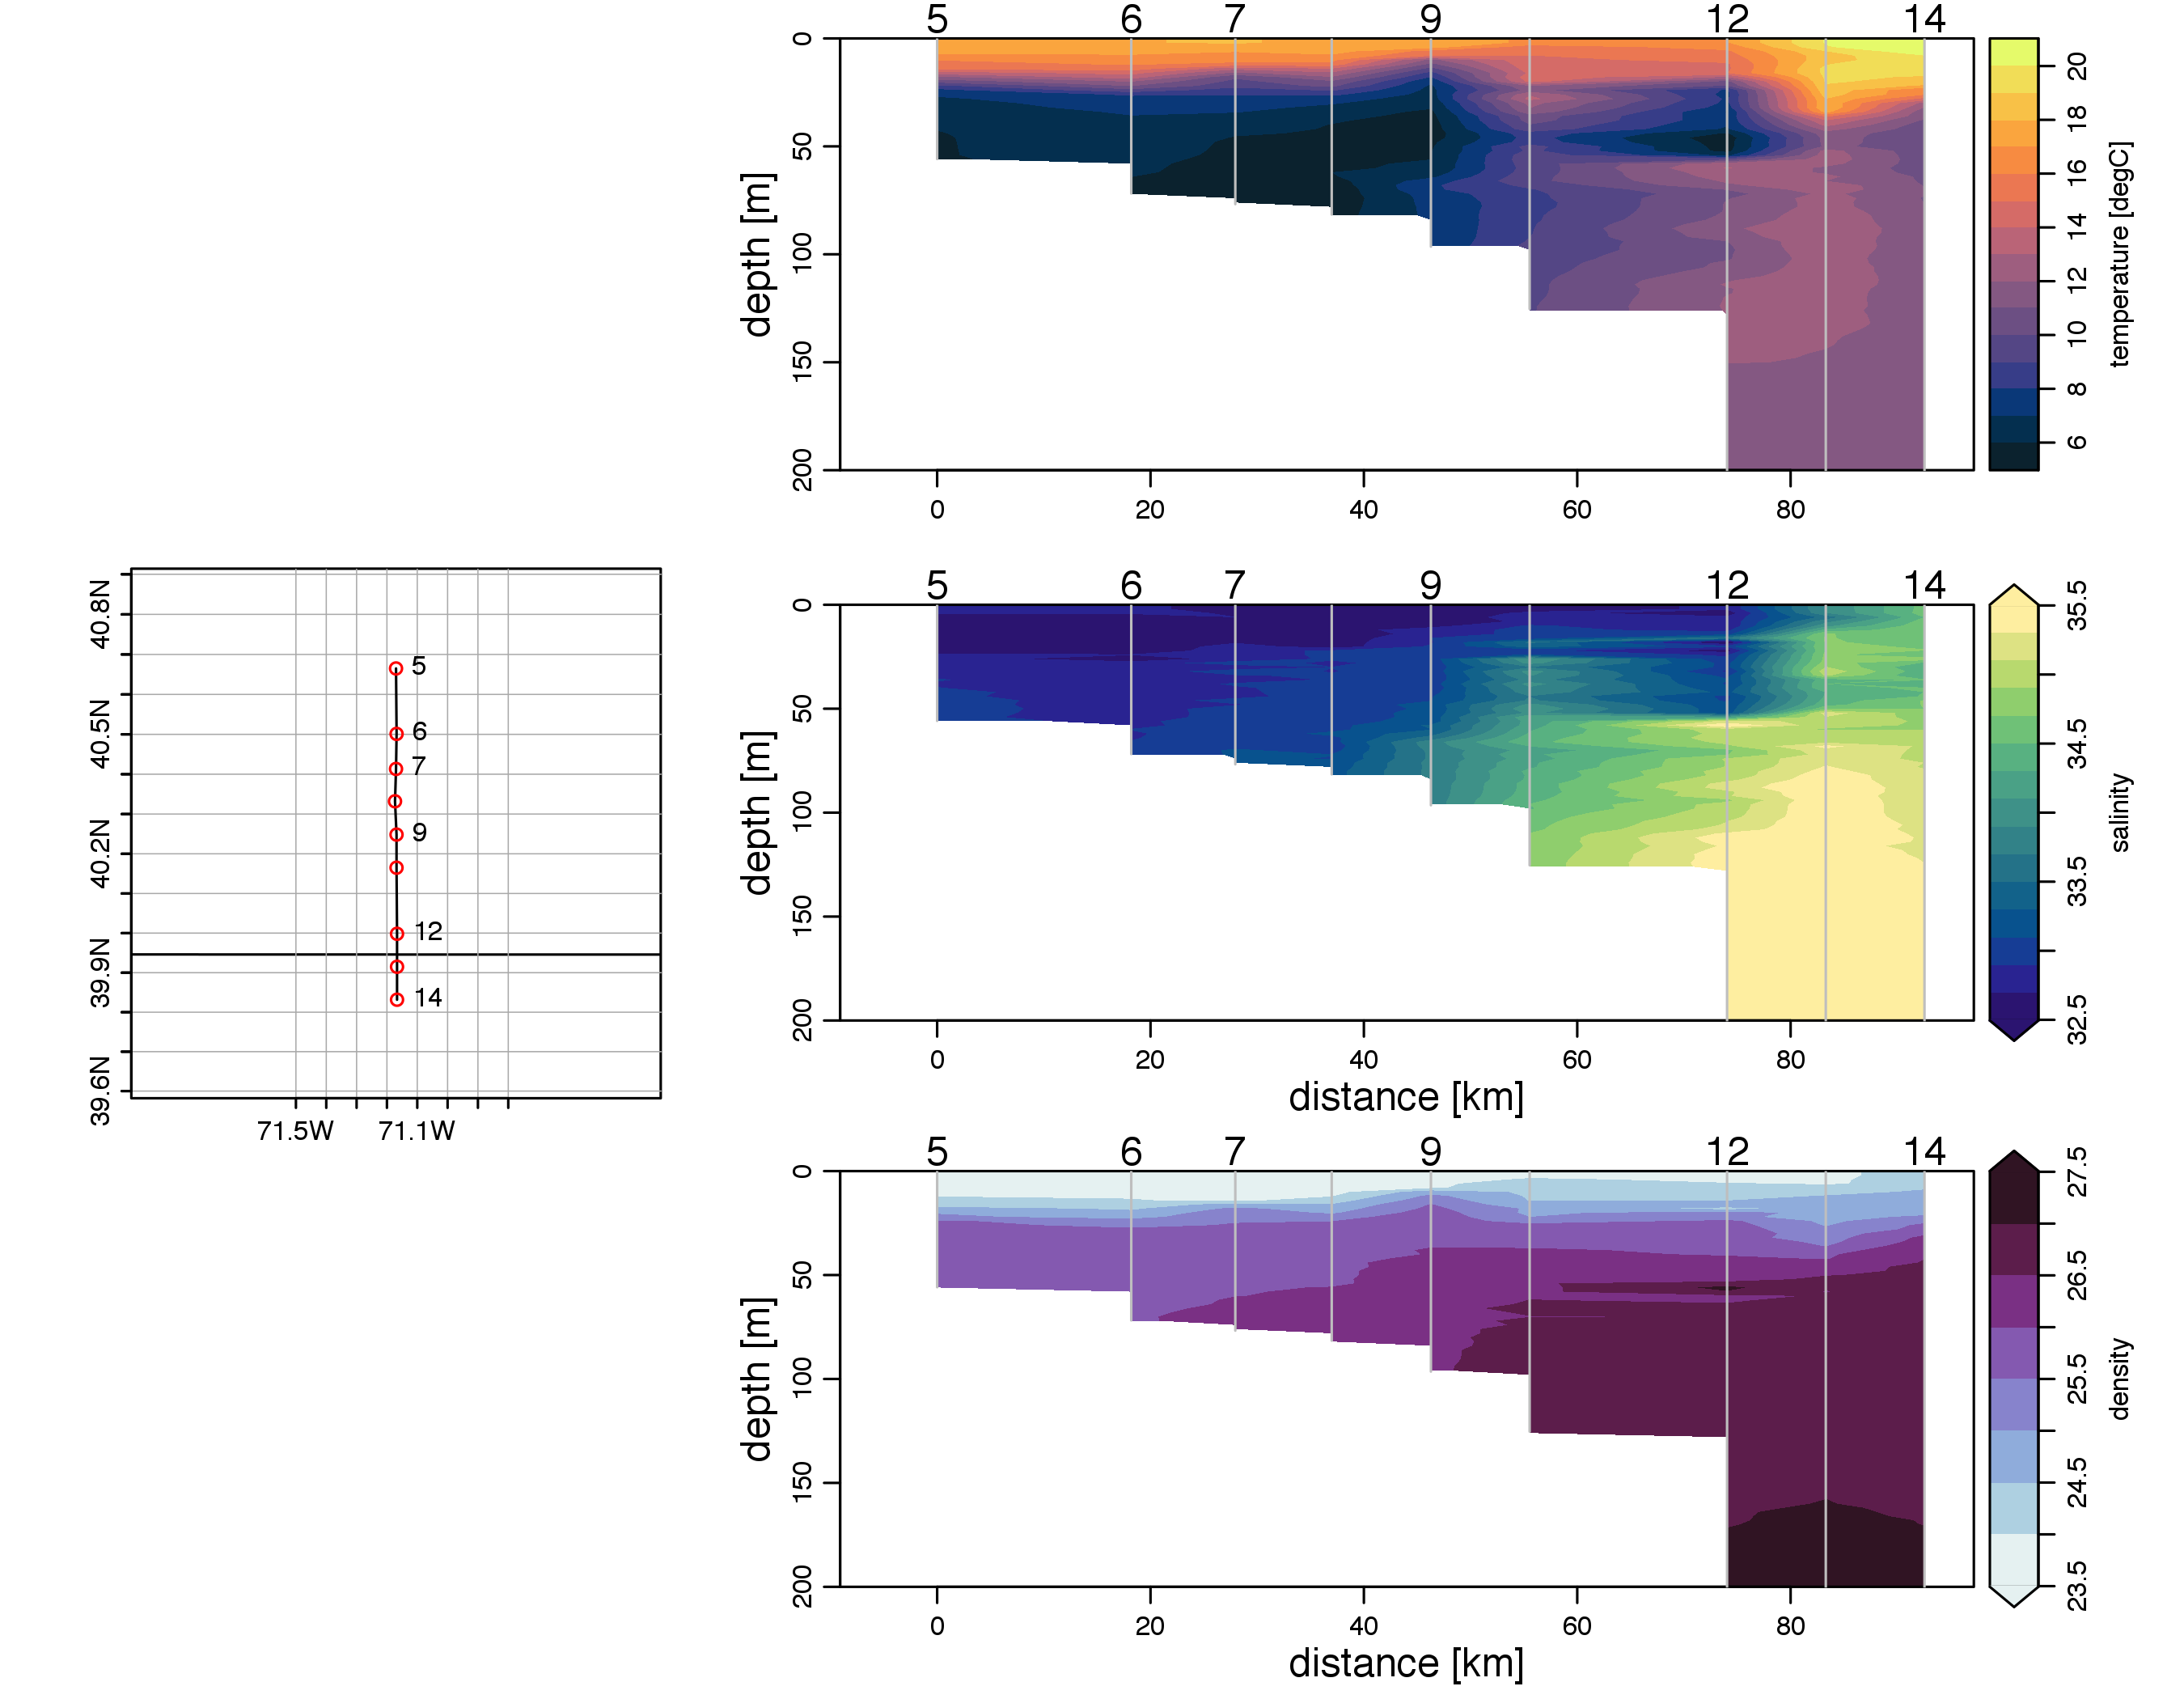 5 6 7 9 12 14
0
50
100
150
200
depth [m]
0 20 40 60 80
20
18
16
14
12
10
8
6
temperature [degC]
40.8N
40.5N
40.2N
39.9N
39.6N
5
6
7
9
12
14
71.5W 71.1W
5 6 7 9 12 14
0
50
100
150
200
depth [m]
0 20 40 60 80
distance [km]
35.5
34.5
33.5
32.5
salinity
5 6 7 9 12 14
0
50
100
150
200
depth [m]
0 20 40 60 80
distance [km]
27.5
26.5
25.5
24.5
23.5
density